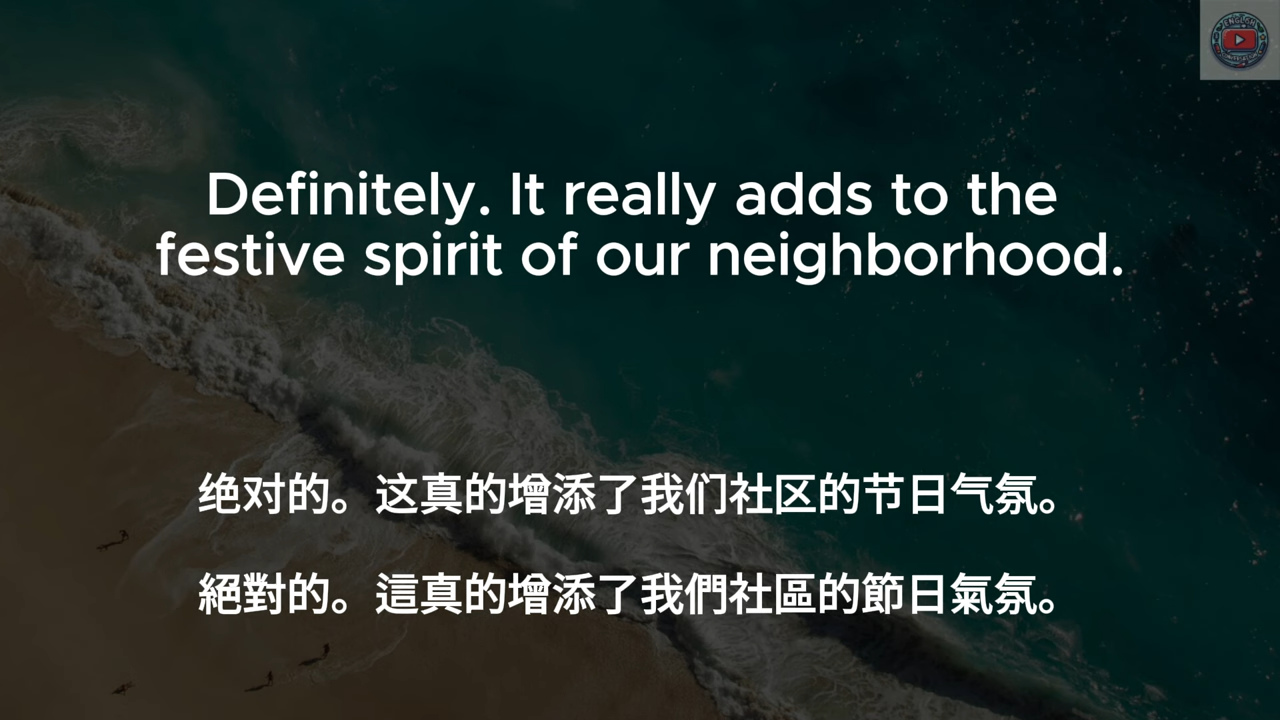 Definitely. It really adds to the
festive spirit of our neighborhood.
绝对的。这真的增添了我们社区的节日气氛。
絕對的。這真的增添了我們社區的節日氣氛。
ENGLISH